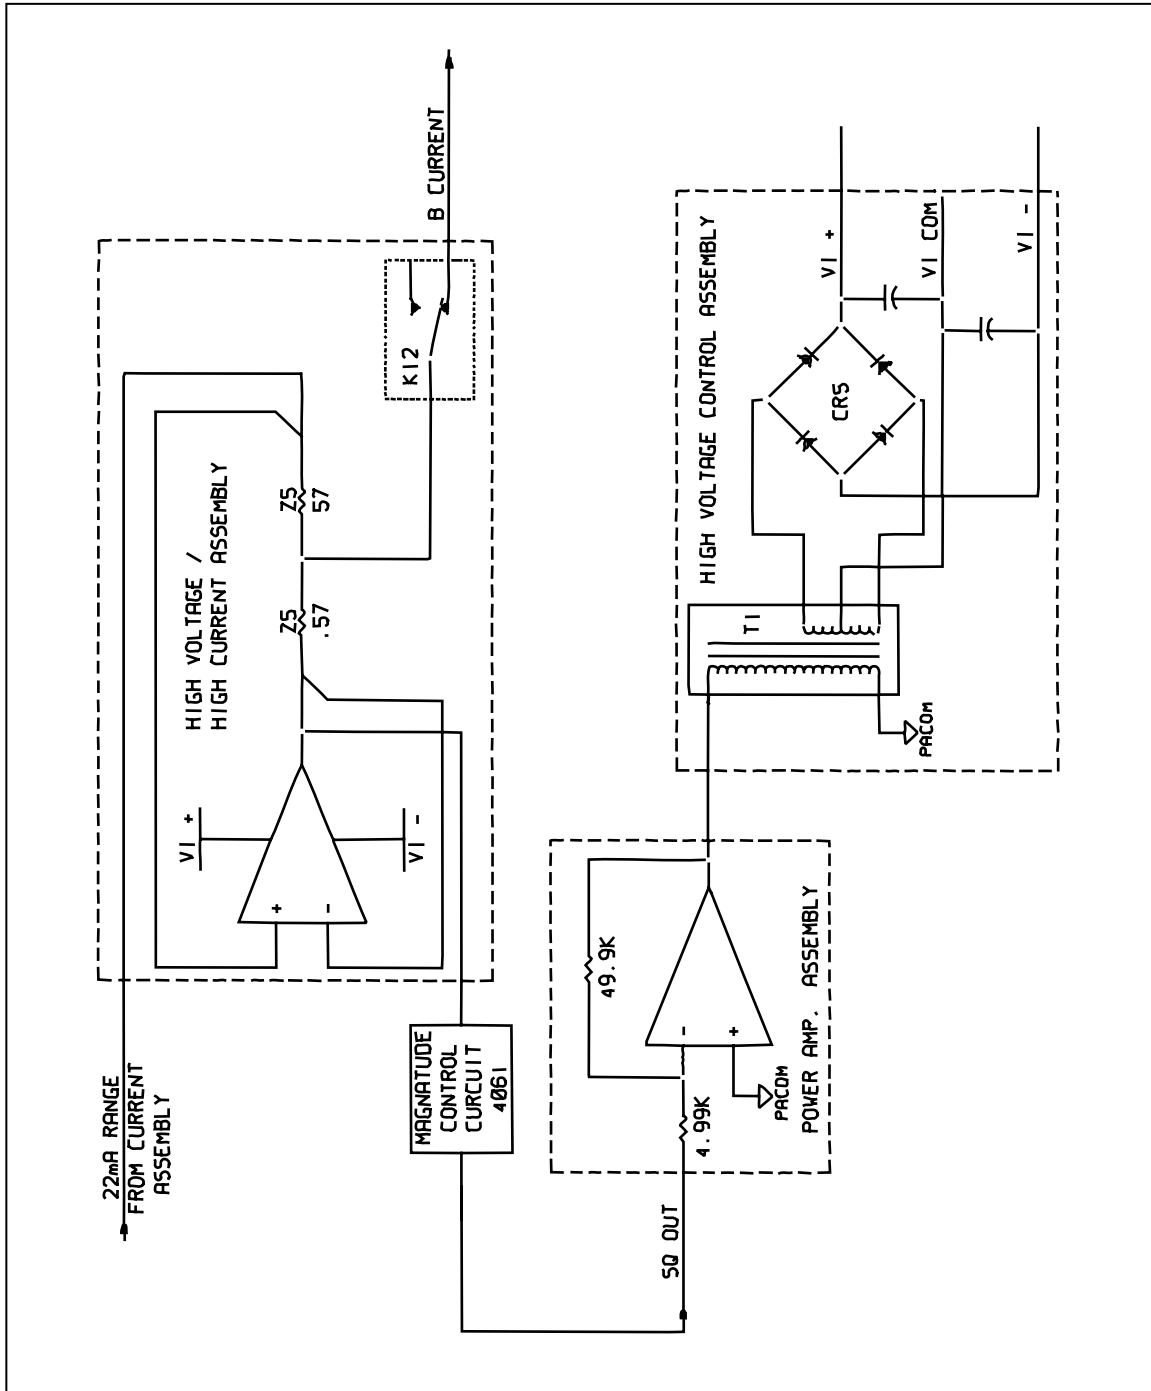 22mA RANGE
FROM CURRENT
ASSEMBLY
HIGH VOLTAGE /
HIGH CURRENT ASSEMBLY
VI +
VI -
+
-
Z5
.57
Z5
57
K12
B CURRENT
MAGNATUDE
CONTROL
CURCUIT
4061
SQ OUT
4.99K
49.9K
-
+
PACOM
POWER AMP. ASSEMBLY
HIGH VOLTAGE CONTROL ASSEMBLY
T1
PACOM
CR5
VI +
VI COM
VI -